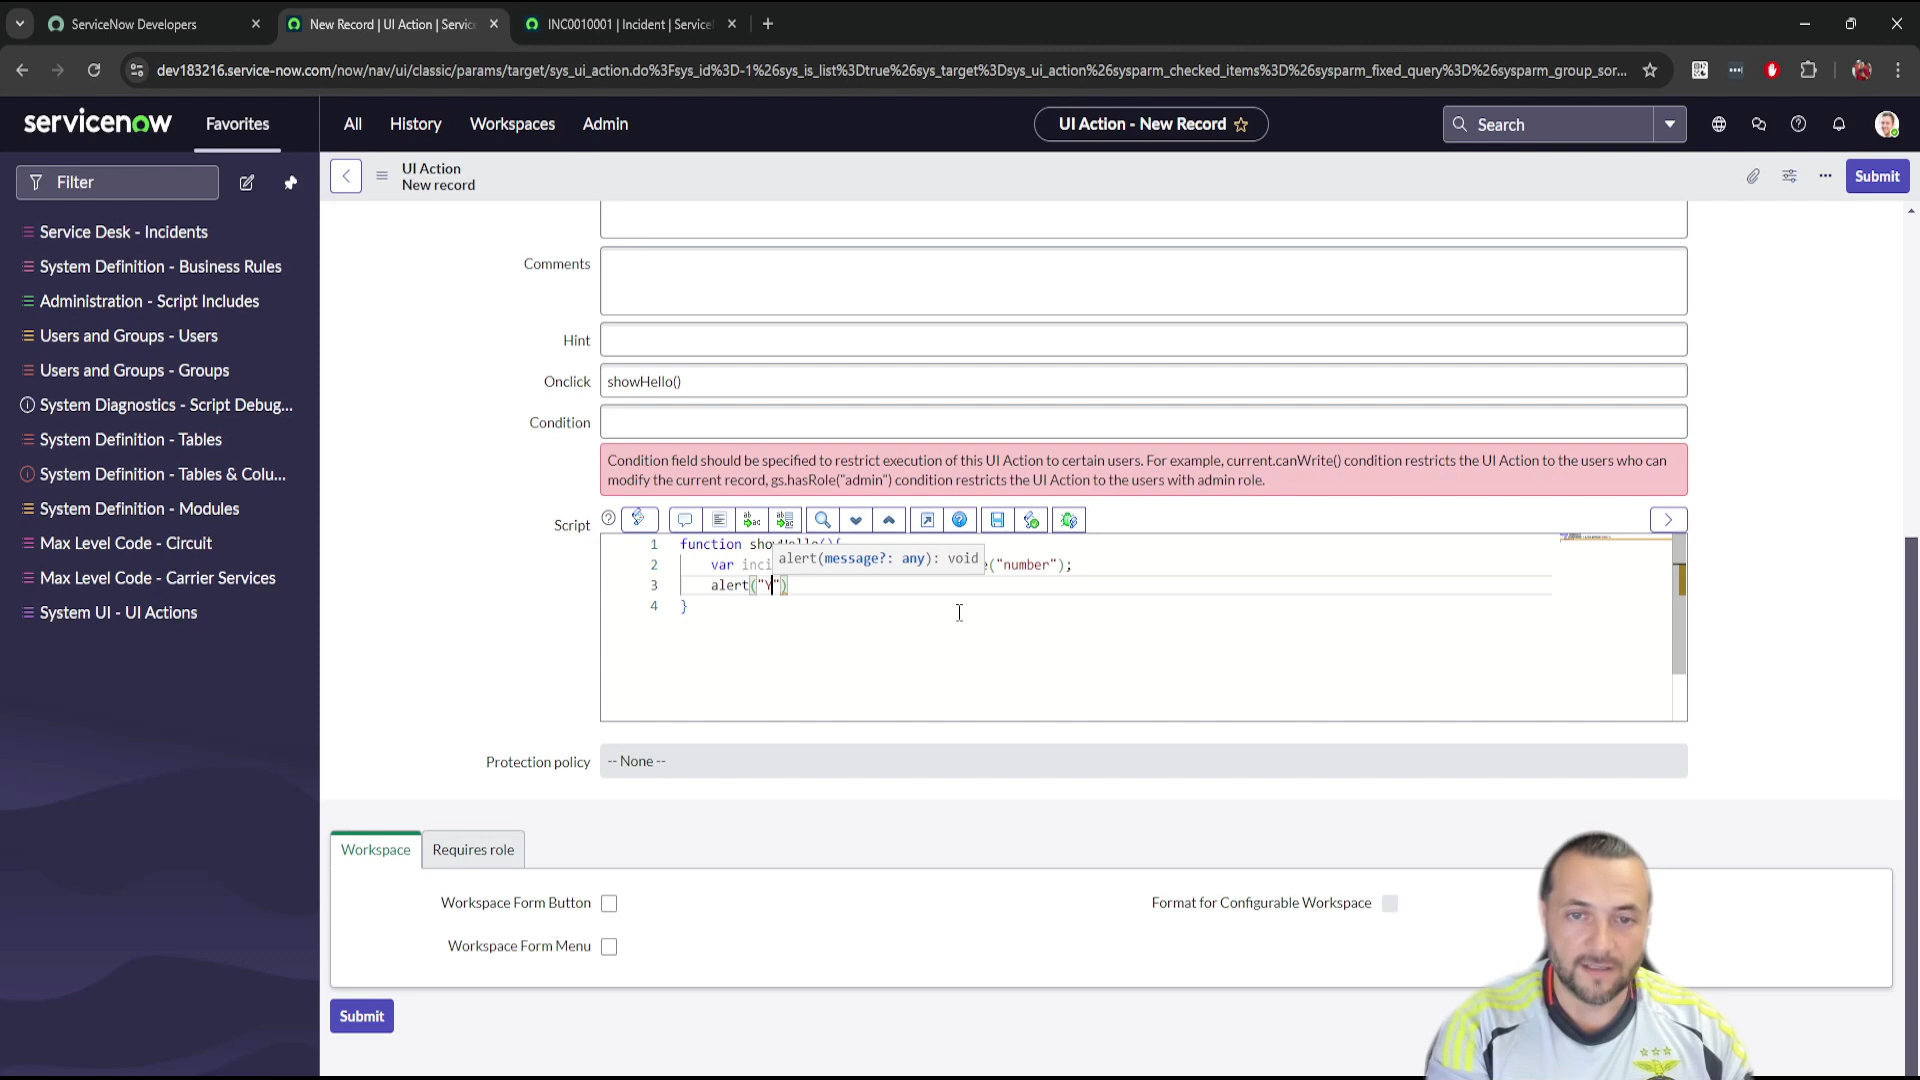 ServiceNow Developers
New Record | UI Action | Service
INC0010001 | Incident | Service
dev183216.service-now.com/now/nav/ui/classic/params/target/sys_ui_action.do%3Fsys_id%3D-1%26sys_is_list%3Dtrue%26sys_target%3Dsys_ui_action%26sysparm_checked_items%3D%26sysparm_fixed_query%3D%26sysparm_group_sor...
servicenow
Favorites
All
History
Workspaces
Admin
UI Action - New Record
Search
Filter
UI Action
New record
Submit
Service Desk - Incidents
System Definition - Business Rules
Administration - Script Includes
Users and Groups - Users
Users and Groups - Groups
System Diagnostics - Script Debug...
System Definition - Tables
System Definition - Tables & Colu...
System Definition - Modules
Max Level Code - Circuit
Max Level Code - Carrier Services
System UI - UI Actions
Comments
Hint
Onclick showHello()
Condition
Condition field should be specified to restrict execution of this UI Action to certain users. For example, current.canWrite() condition restricts the UI Action to the users who can
modify the current record, gs.hasRole("admin") condition restricts the UI Action to the users with admin role.
Script
1 function showHello(){
alert(message?: any): void
2 var inci e("number");
3 alert("Y")
4 }
Protection policy -- None --
Workspace
Requires role
Workspace Form Button
Format for Configurable Workspace
Workspace Form Menu
Submit